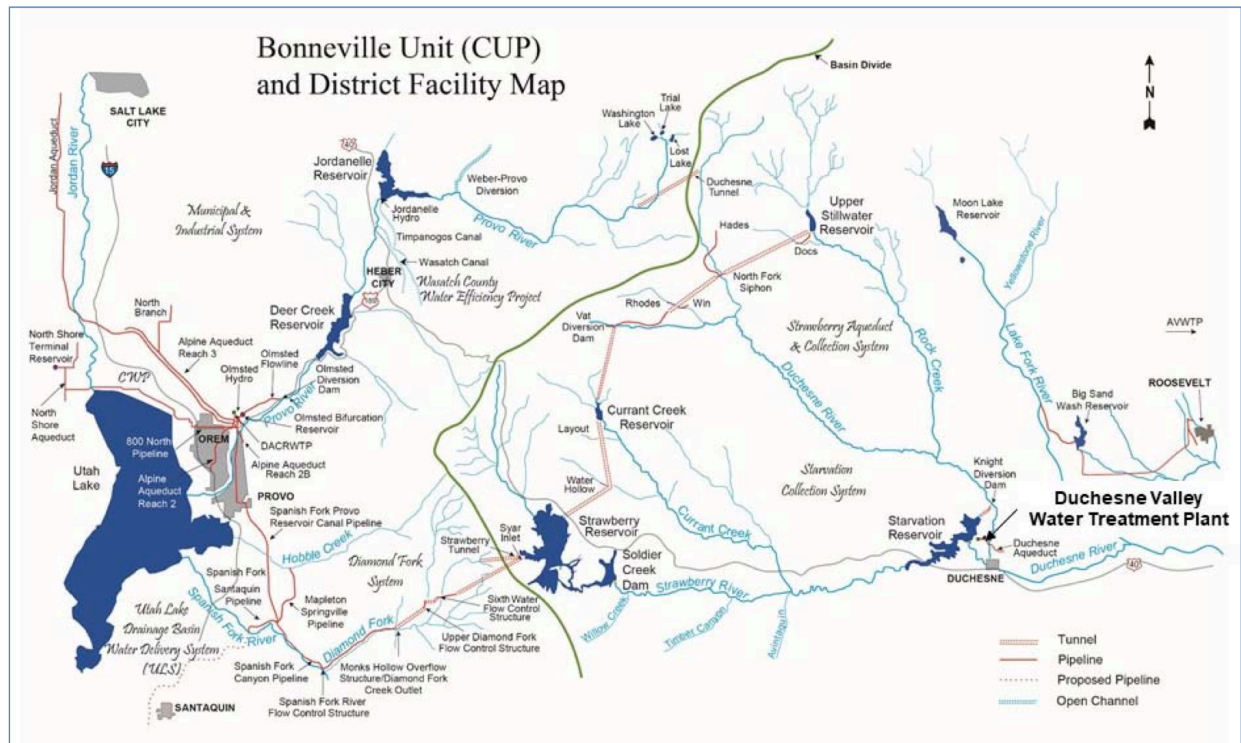 Bonneville Unit (CUP)
and District Facility Map
Basin Divide
N
SALT LAKE
CITY
Jordan Aqueduct
Jordan River
15
40
Jordanelle
Reservoir
Weber-Provo
Diversion
Washington
Lake
Trial
Lake
Lost
Lake
Duchesne
Tunnel
Municipal &
Industrial System
Jordanelle
Hydro
Provo River
Timpanogos Canal
Wasatch Canal
HEBER
CITY
189
Wasatch County
Water Efficiency Project
Hades
Upper
Stillwater
Reservoir
Docs
Moon Lake
Reservoir
Yellowstone River
North Fork
Siphon
Rhodes
Win
Vat
Diversion
Dam
Strawberry Aqueduct
& Collection System
Rock Creek
Lake Fork River
AVWTP
ROOSEVELT
Big Sand
Wash Reservoir
North
Branch
Deer Creek
Reservoir
North Shore
Terminal
Reservoir
Alpine Aqueduct
Reach 3
Olmsted
Flowline
Olmsted
Hydro
CWP
Olmsted
Diversion
Dam
Provo River
North
Shore
Aqueduct
Olmsted Bifurcation
Reservoir
800 North
Pipeline
OREM
DACRWTP
Utah
Lake
Alpine Aqueduct
Reach 2B
Alpine
Aqueduct
Reach 2
PROVO
Spanish Fork Provo
Reservoir Canal Pipeline
Hobble Creek
Duchesne River
Currant Creek
Reservoir
Layout
Water
Hollow
Starvation
Collection System
Knight
Diversion
Dam
Duchesne Valley
Water Treatment Plant
Starvation
Reservoir
Duchesne
Aqueduct
Duchesne River
40
DUCHESNE
Syar
Inlet
Strawberry
Reservoir
Currant Creek
Strawberry
Tunnel
Diamond Fork
System
Soldier
Creek
Dam
Strawberry River
Willow Creek
Timber Canyon
Avintaquin
Spanish Fork
Santaquin
Pipeline
Mapleton
Springville
Pipeline
Sixth Water
Flow Control
Structure
Diamond Fork
Upper Diamond Fork
Flow Control Structure
Utah Lake
Drainage Basin
Water Delivery System
(ULS)
Spanish Fork River
Spanish Fork
Canyon Pipeline
Monks Hollow Overflow
Structure/Diamond Fork
Creek Outlet
Spanish Fork River
Flow Control Structure
SANTAQUIN
Tunnel
Pipeline
Proposed Pipeline
Open Channel